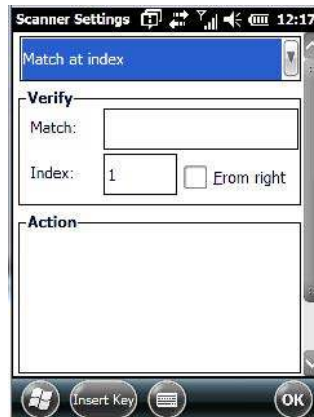 Scanner Settings 12:17
Match at index
Verify
Match:
Index: 1 From right
Action
Insert Key OK